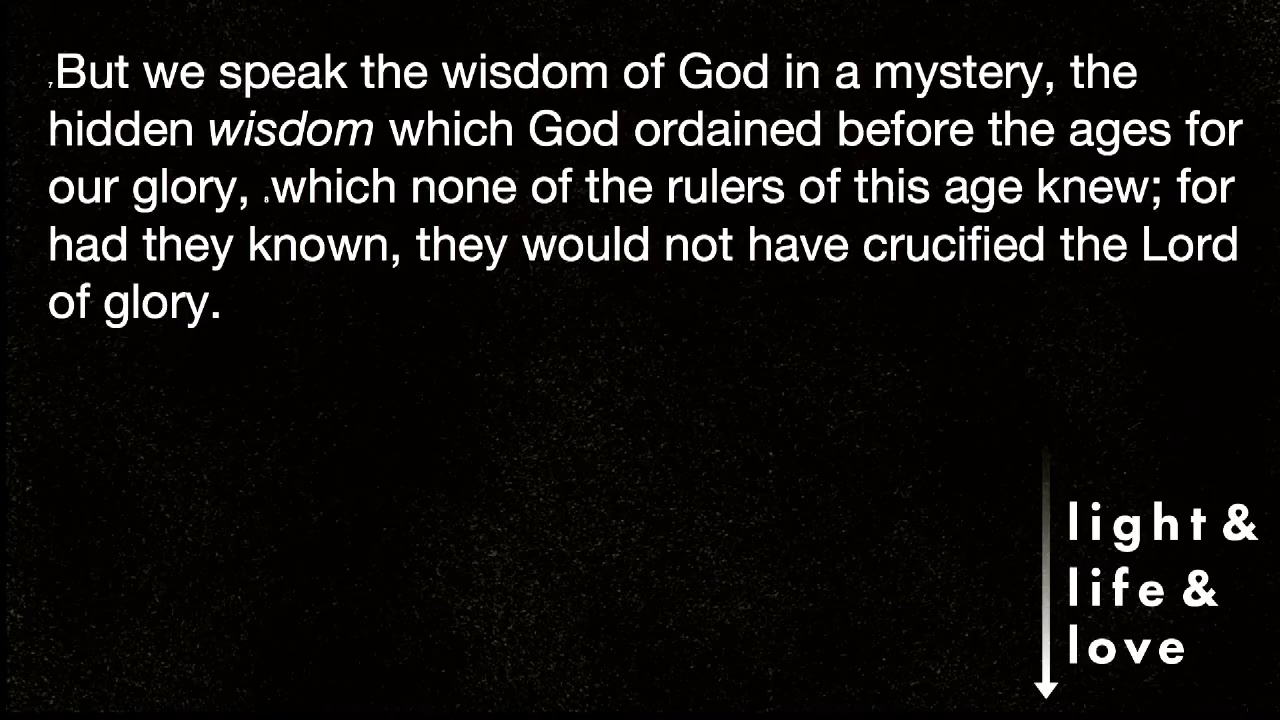 7But we speak the wisdom of God in a mystery, the
hidden wisdom which God ordained before the ages for
our glory, which none of the rulers of this age knew; for
had they known, they would not have crucified the Lord
of glory.
light &
life &
love